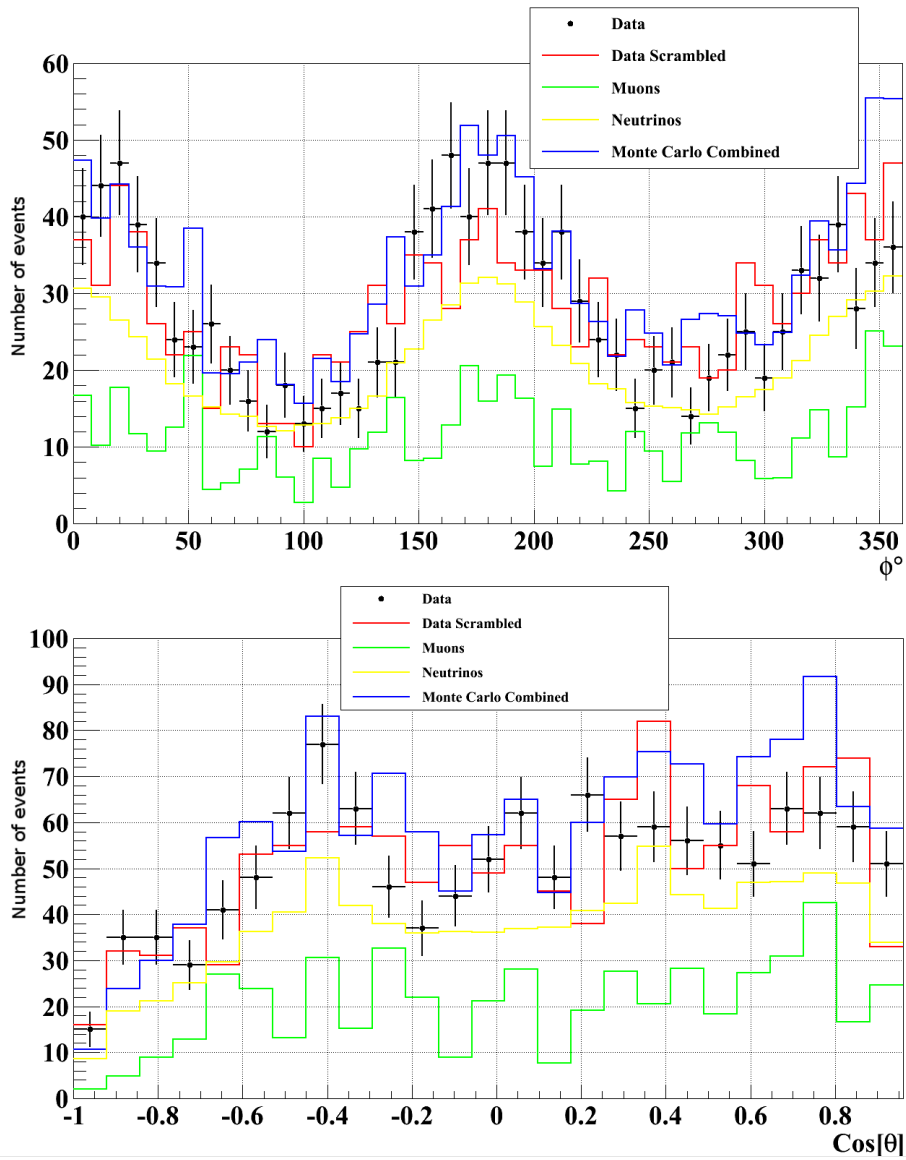 Data
Data Scrambled
Muons
Neutrinos
Monte Carlo Combined
Number of events
60
50
40
30
20
10
0
0 50 100 150 200 250 300 350
ϕ°
Data
Data Scrambled
Muons
Neutrinos
Monte Carlo Combined
Number of events
100
90
80
70
60
50
40
30
20
10
0
-1 -0.8 -0.6 -0.4 -0.2 0 0.2 0.4 0.6 0.8
Cos[θ]